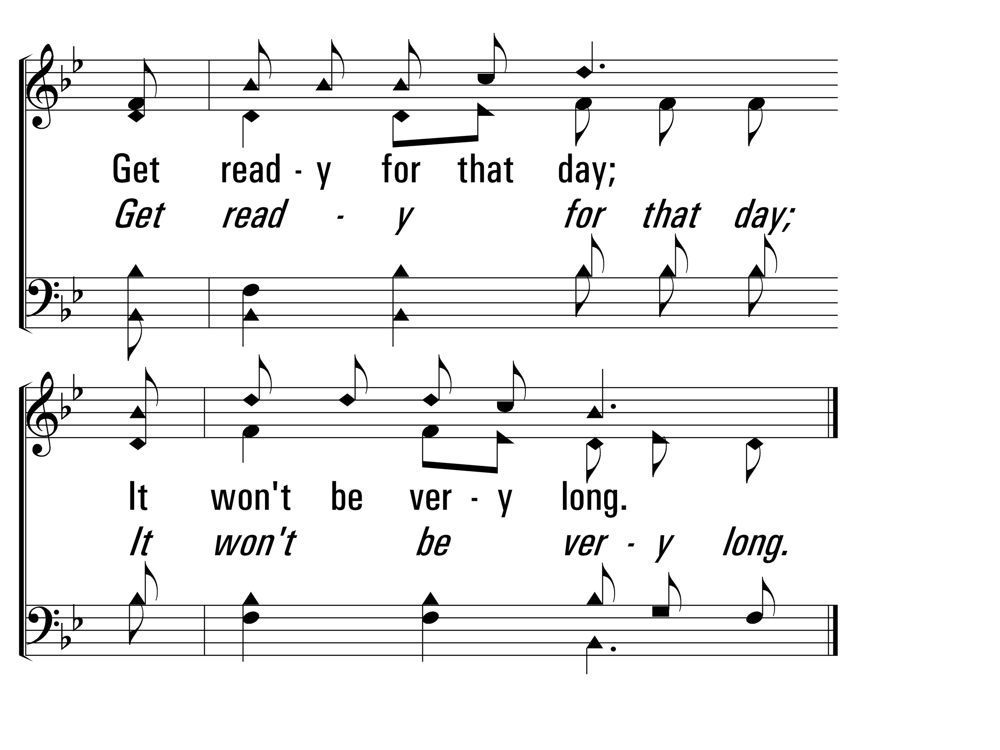 Get read - y for that day;
Get read - y for that day;
It won't be ver - y long.
It won't be ver - y long.